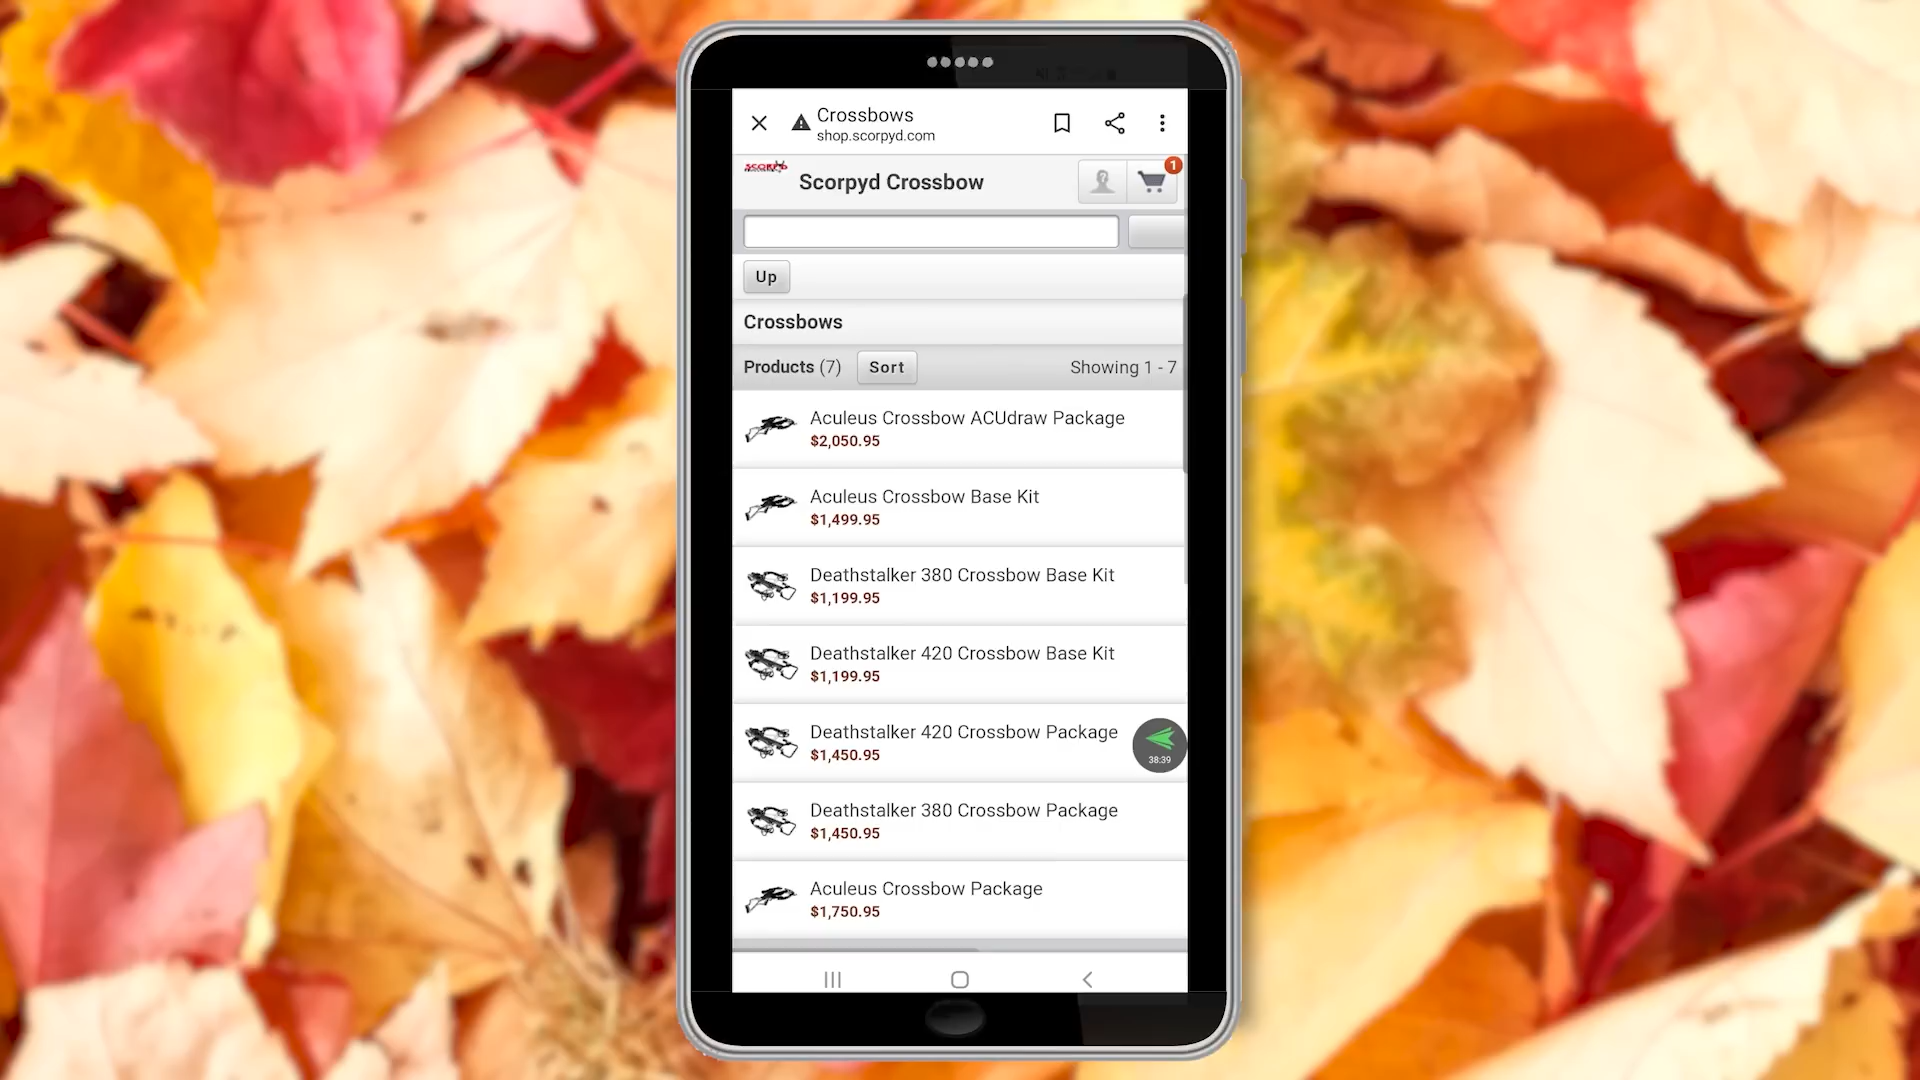 Crossbows
shop.scorpyd.com
SCORPYD
Scorpyd Crossbow
1
Up
Crossbows
Products (7)
Sort
Showing 1 - 7
Aculeus Crossbow ACUdraw Package
$2,050.95
Aculeus Crossbow Base Kit
$1,499.95
Deathstalker 380 Crossbow Base Kit
$1,199.95
Deathstalker 420 Crossbow Base Kit
$1,199.95
Deathstalker 420 Crossbow Package
$1,450.95
38:39
Deathstalker 380 Crossbow Package
$1,450.95
Aculeus Crossbow Package
$1,750.95